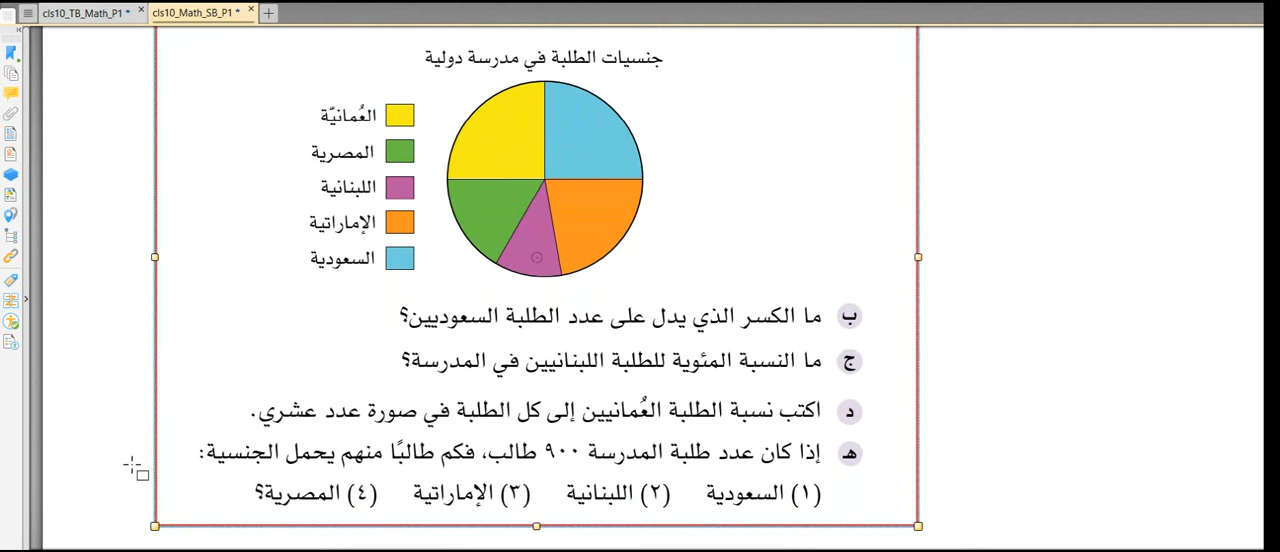 cls10_TB_Math_P1 *
cls10_Math_SB_P1 *
جنسيات الطلبة في مدرسة دولية
العُمانيّة
المصرية
اللبنانية
الإماراتية
السعودية
ب ما الكسر الذي يدل على عدد الطلبة السعوديين؟
ج ما النسبة المئوية للطلبة اللبنانيين في المدرسة؟
د اكتب نسبة الطلبة العُمانيين إلى كل الطلبة في صورة عدد عشري.
هـ إذا كان عدد طلبة المدرسة ٩٠٠ طالب، فكم طالبًا منهم يحمل الجنسية:
(١) السعودية (٢) اللبنانية (٣) الإماراتية (٤) المصرية؟